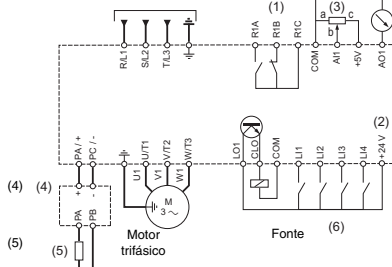 (1)
(3)
a
c
b
R/L1
S/L2
T/L3
R1A
R1B
R1C
COM
AI1
+5V
AO1
(2)
PA / +
PC / -
U/T1
V/T2
W/T3
U1
V1
W1
LO1
CLO
COM
LI1
LI2
LI3
LI4
+24 V
(4)
(4)
+
-
PA
PB
M
3 ~
(5)
(5)
Motor
trifásico
Fonte
(6)